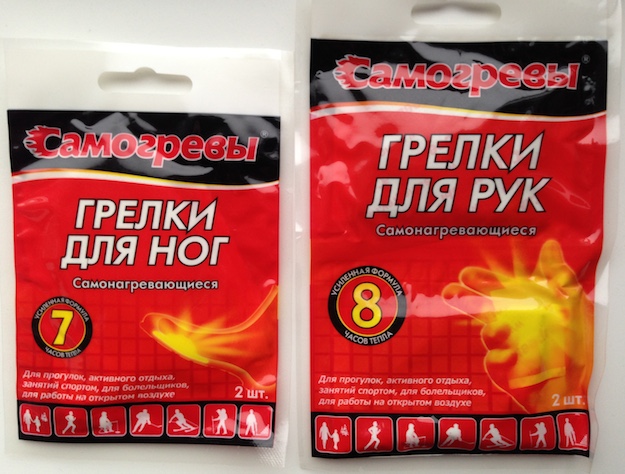 Самогревы
ГРЕЛКИ
ДЛЯ НОГ
Самонагревающиеся
УСИЛЕННАЯ ФОРМУЛА
7
ЧАСОВ ТЕПЛА
Для прогулок, активного отдыха,
занятий спортом, для болельщиков,
для работы на открытом воздухе
2 шт.
Самогревы
ГРЕЛКИ
ДЛЯ РУК
Самонагревающиеся
УСИЛЕННАЯ ФОРМУЛА
8
ЧАСОВ ТЕПЛА
Для прогулок, активного отдыха,
занятий спортом, для болельщиков,
для работы на открытом воздухе
2 шт.